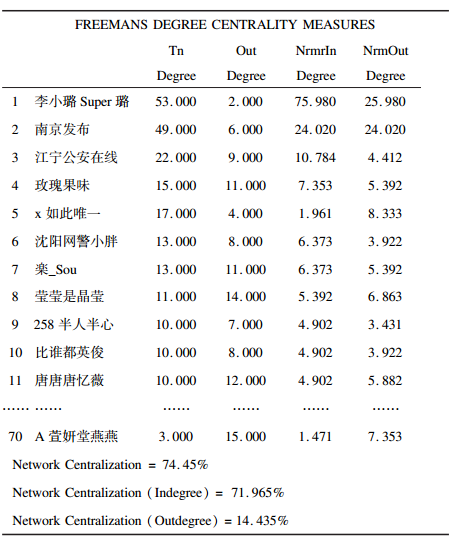 FREEMANS DEGREE CENTRALITY MEASURES
Tn Out NrmrIn NrmOut
Degree Degree Degree Degree
1 李小璐 Super 璐 53.000 2.000 75.980 25.980
2 南京发布 49.000 6.000 24.020 24.020
3 江宁公安在线 22.000 9.000 10.784 4.412
4 玫瑰果味 15.000 11.000 7.353 5.392
5 x 如此唯一 17.000 4.000 1.961 8.333
6 沈阳网警小胖 13.000 8.000 6.373 3.922
7 栾_Sou 13.000 11.000 6.373 5.392
8 莹莹是晶莹 11.000 14.000 5.392 6.863
9 258 半人半心 10.000 7.000 4.902 3.431
10 比谁都英俊 10.000 8.000 4.902 3.922
11 唐唐唐忆薇 10.000 12.000 4.902 5.882
…… …… …… …… …… ……
70 A 萱妍堂燕燕 3.000 15.000 1.471 7.353
Network Centralization = 74.45%
Network Centralization ( Indegree) = 71.965%
Network Centralization ( Outdegree) = 14.435%